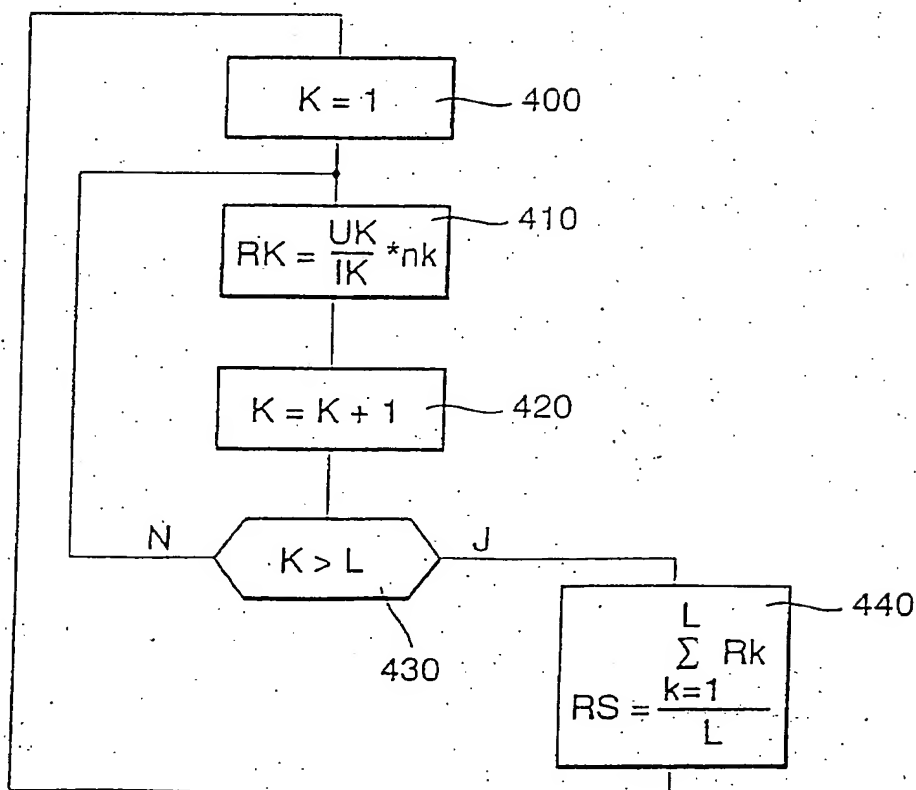 K = 1
400
RK = UK/IK *nk
410
K = K + 1
420
N
K > L
J
430
440
RS = L Σ k=1 Rk / L